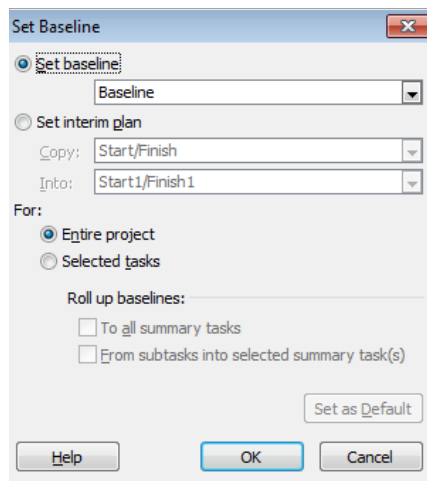 Set Baseline
Set baseline
Baseline
Set interim plan
Copy: Start/Finish
Into: Start1/Finish1
For:
Entire project
Selected tasks
Roll up baselines:
To all summary tasks
From subtasks into selected summary task(s)
Set as Default
Help OK Cancel